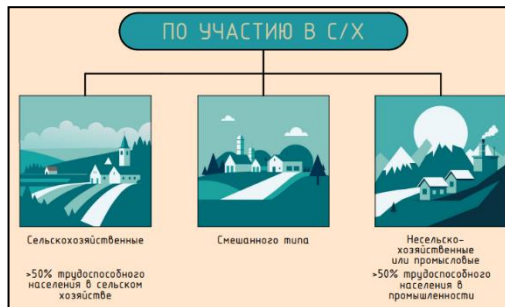 ПО УЧАСТИЮ В С/Х
Сельскохозяйственные
>50% трудоспособного
населения в сельском
хозяйстве
Смешанного типа
Несельско-
хозяйственные
или промысловые
>50% трудоспособного
населения в
промышленности